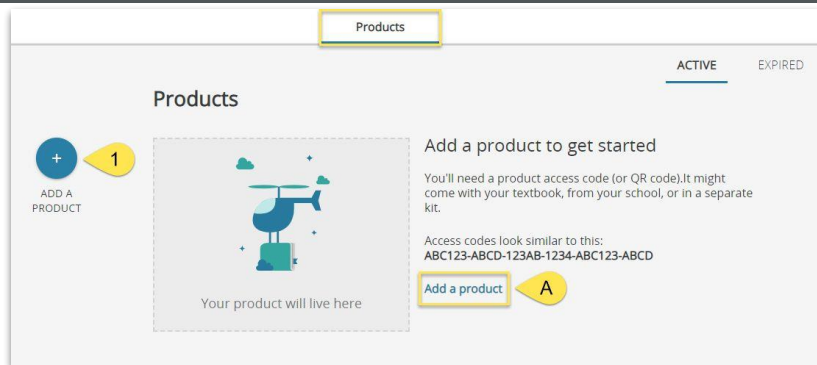 Products
ACTIVE
EXPIRED
Products
+
1
ADD A
PRODUCT
Your product will live here
Add a product to get started
You'll need a product access code (or QR code).It might
come with your textbook, from your school, or in a separate
kit.
Access codes look similar to this:
ABC123-ABCD-123AB-1234-ABC123-ABCD
Add a product
A